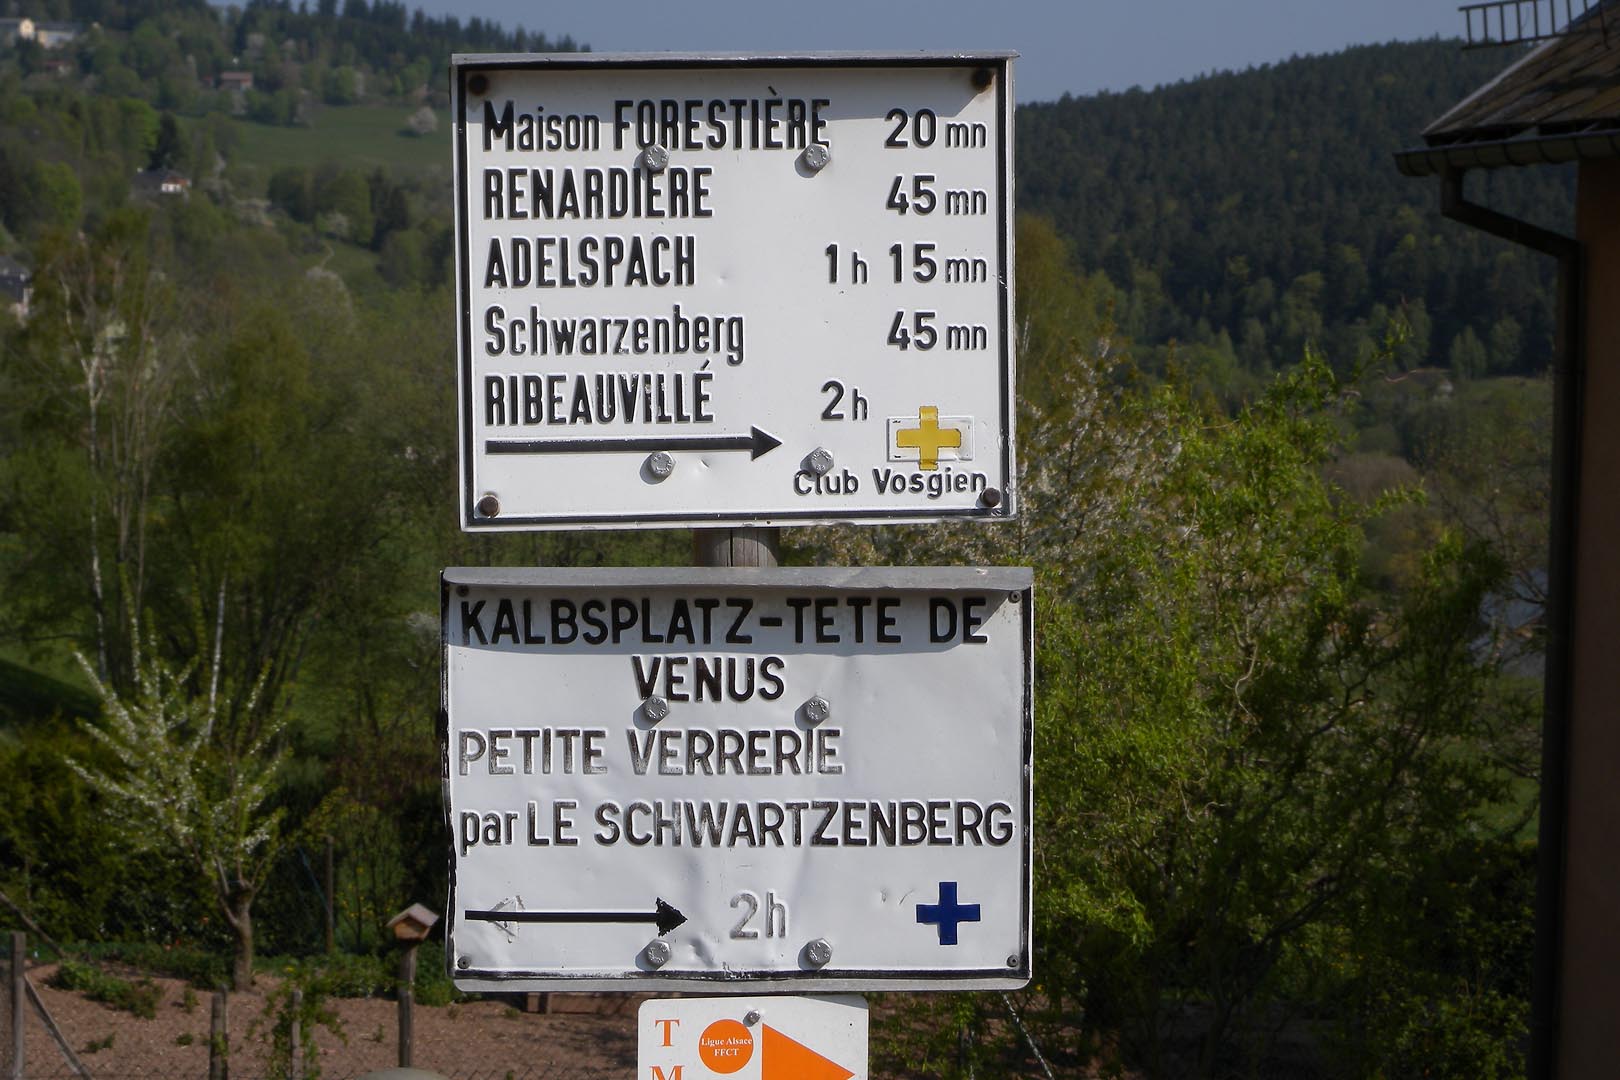 Maison FORESTIÈRE 20 mn
RENARDIÈRE 45 mn
ADELSPACH 1 h 15 mn
Schwarzenberg 45 mn
RIBEAUVILLÉ 2 h
Club Vosgien
KALBSPLATZ-TETE DE
VENUS
PETITE VERRERIE
par LE SCHWARTZENBERG
2h
T
Ligue Alsace
FFCT
M